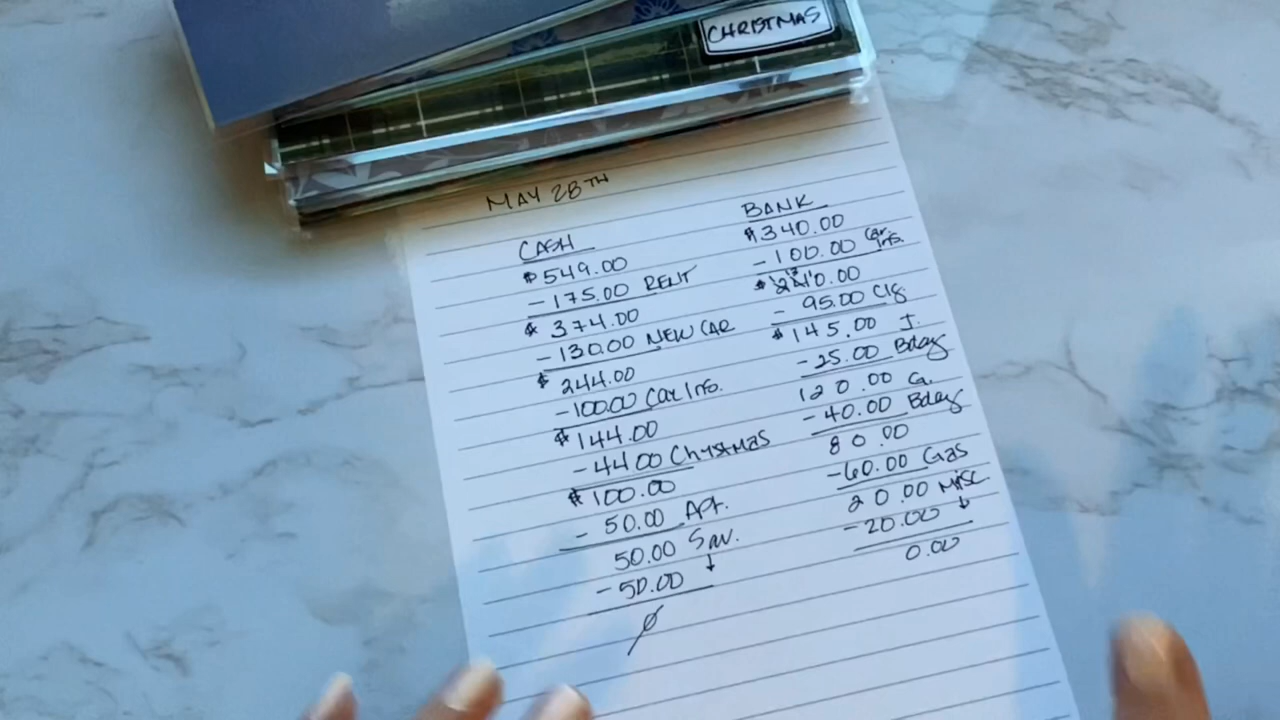 CHRISTMAS
MAY 28TH
CASH
$549.00
-175.00 RENT
$374.00
-130.00 NEW CAR
$244.00
-100.00 Car Ins.
$144.00
-44.00 Christmas
$100.00
-50.00 Apt.
50.00 Sav.
-50.00 ↓
Ø
BANK
$340.00
-100.00 Car Ins.
$240.00
-95.00 Clg.
$145.00 J.
-25.00 Bday
120.00 G.
-40.00 Bday
80.00
-60.00 Gas
20.00 Misc
-20.00 ↓
0.00